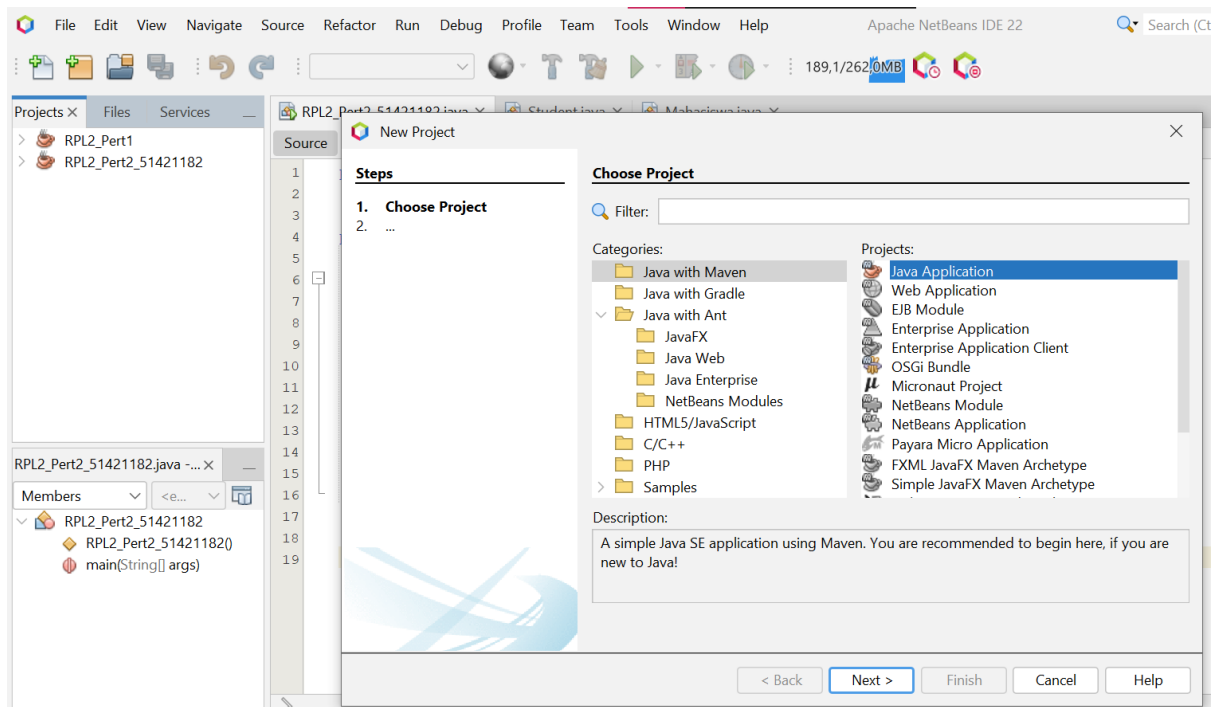 File Edit View Navigate Source Refactor Run Debug Profile Team Tools Window Help Apache NetBeans IDE 22 Search (Ct
189,1/262,0MB
Projects Files Services
RPL2_Pert2_51421182.java Student.java Mahasiswa.java
RPL2_Pert1
RPL2_Pert2_51421182
Source
1
2
3
4
5
6
7
8
9
10
11
12
13
14
15
16
17
18
19
RPL2_Pert2_51421182.java -...
Members <e...
RPL2_Pert2_51421182
RPL2_Pert2_51421182()
main(String[] args)
New Project
Steps
1. Choose Project
2. ...
Choose Project
Filter:
Categories:
Java with Maven
Java with Gradle
Java with Ant
JavaFX
Java Web
Java Enterprise
NetBeans Modules
HTML5/JavaScript
C/C++
PHP
Samples
Projects:
Java Application
Web Application
EJB Module
Enterprise Application
Enterprise Application Client
OSGi Bundle
Micronaut Project
NetBeans Module
NetBeans Application
Payara Micro Application
FXML JavaFX Maven Archetype
Simple JavaFX Maven Archetype
Description:
A simple Java SE application using Maven. You are recommended to begin here, if you are
new to Java!
< Back Next > Finish Cancel Help